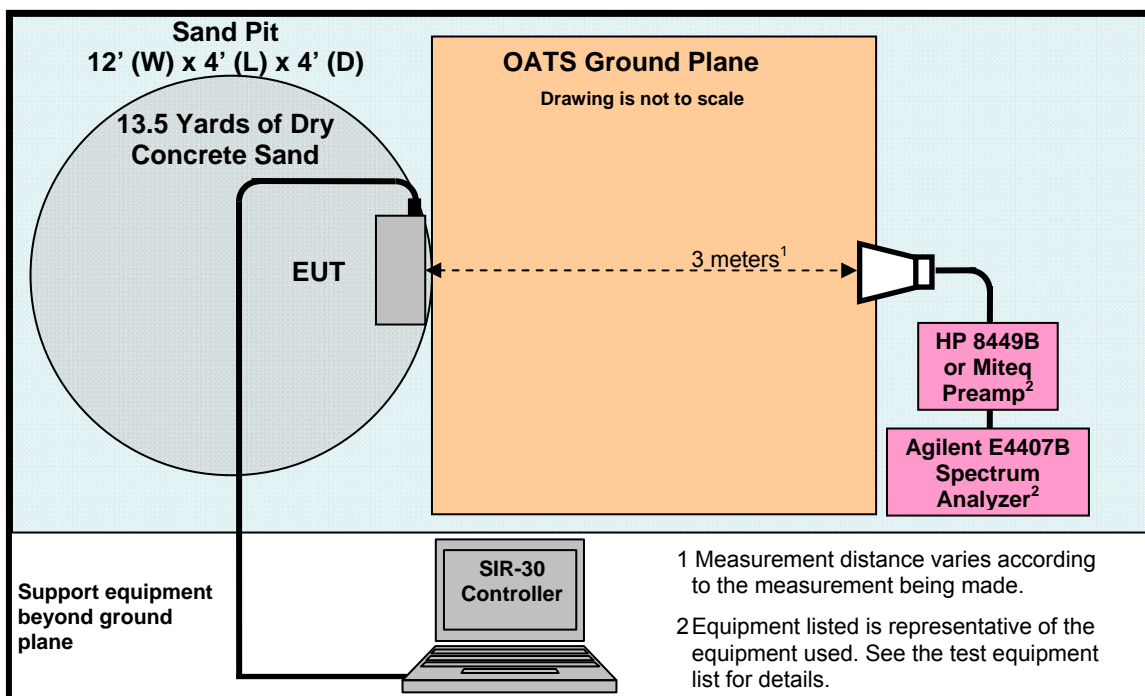 Sand Pit
12’ (W) x 4’ (L) x 4’ (D)
13.5 Yards of Dry
Concrete Sand
EUT
OATS Ground Plane
Drawing is not to scale
3 meters¹
HP 8449B
or Miteq
Preamp²
Agilent E4407B
Spectrum
Analyzer²
Support equipment
beyond ground
plane
SIR-30
Controller
1 Measurement distance varies according
to the measurement being made.
2 Equipment listed is representative of the
equipment used. See the test equipment
list for details.